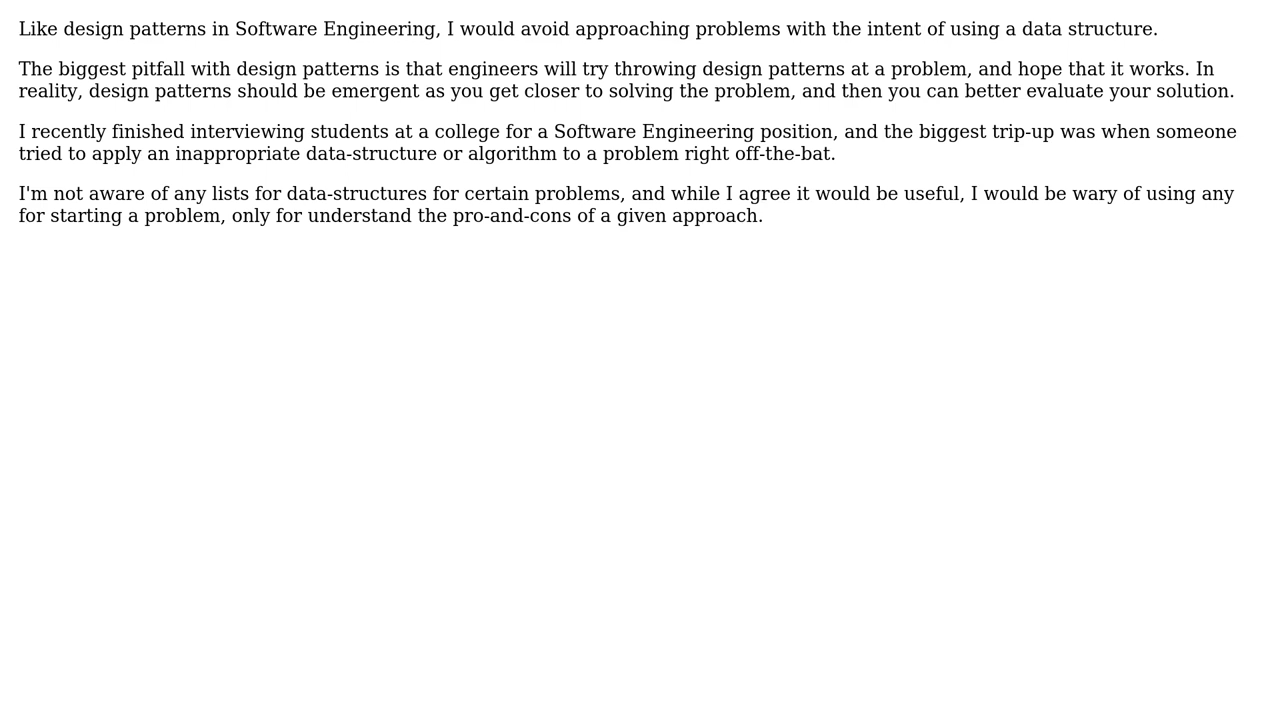 Like design patterns in Software Engineering, I would avoid approaching problems with the intent of using a data structure.
The biggest pitfall with design patterns is that engineers will try throwing design patterns at a problem, and hope that it works. In
reality, design patterns should be emergent as you get closer to solving the problem, and then you can better evaluate your solution.
I recently finished interviewing students at a college for a Software Engineering position, and the biggest trip-up was when someone
tried to apply an inappropriate data-structure or algorithm to a problem right off-the-bat.
I'm not aware of any lists for data-structures for certain problems, and while I agree it would be useful, I would be wary of using any
for starting a problem, only for understand the pro-and-cons of a given approach.